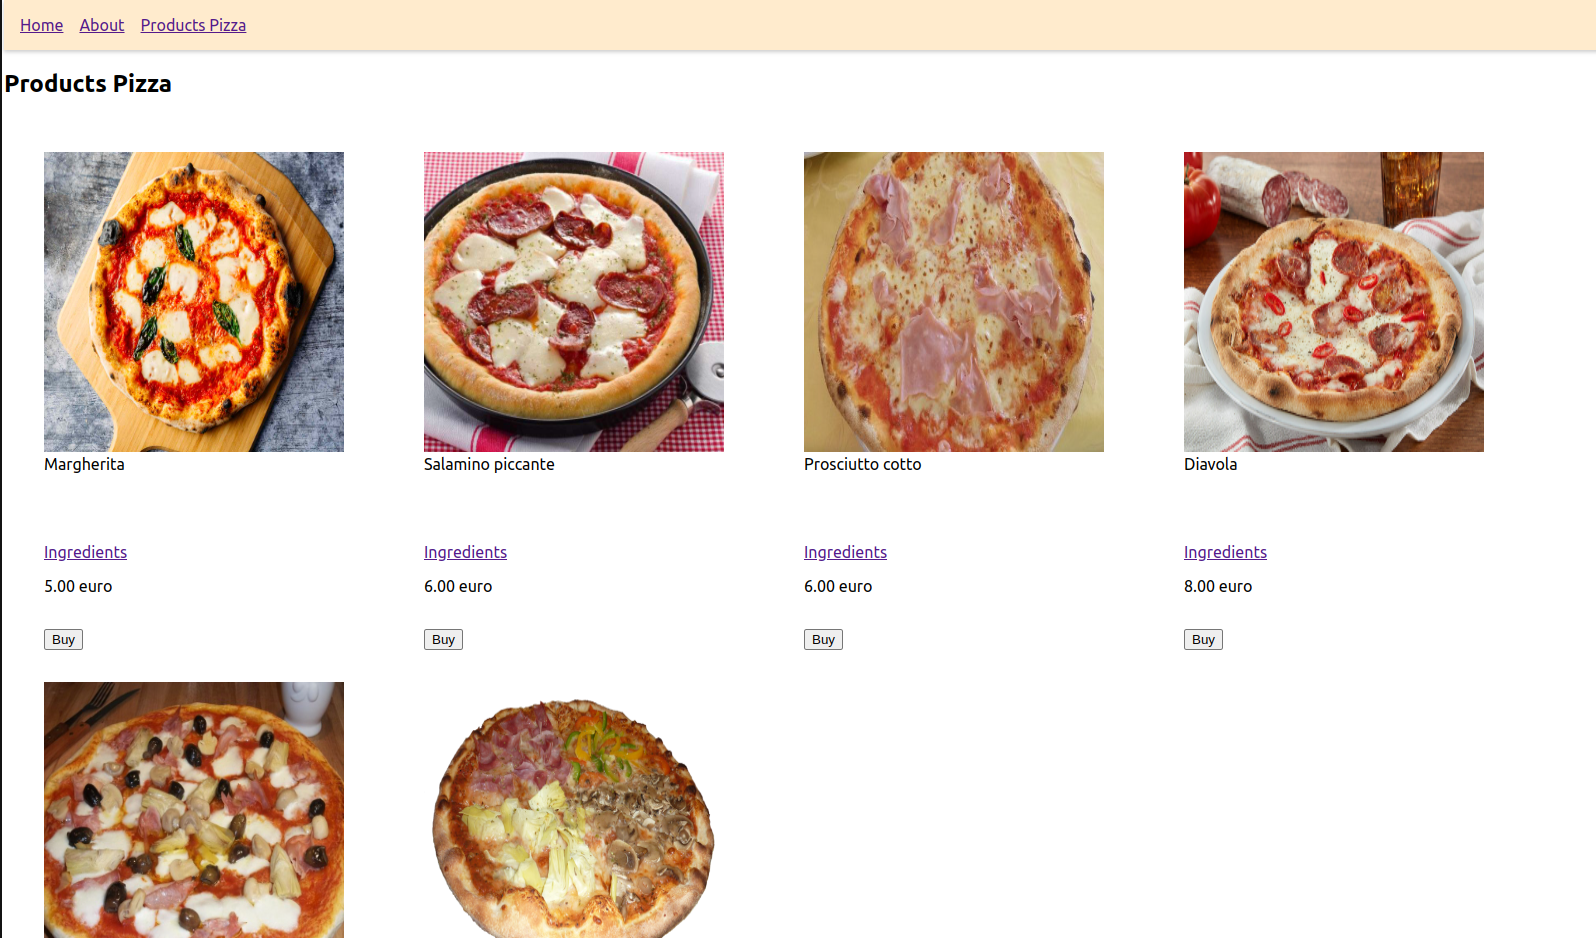 Home About Products Pizza
Products Pizza
Margherita Salamino piccante Prosciutto cotto Diavola
Ingredients Ingredients Ingredients Ingredients
5.00 euro 6.00 euro 6.00 euro 8.00 euro
Buy Buy Buy Buy